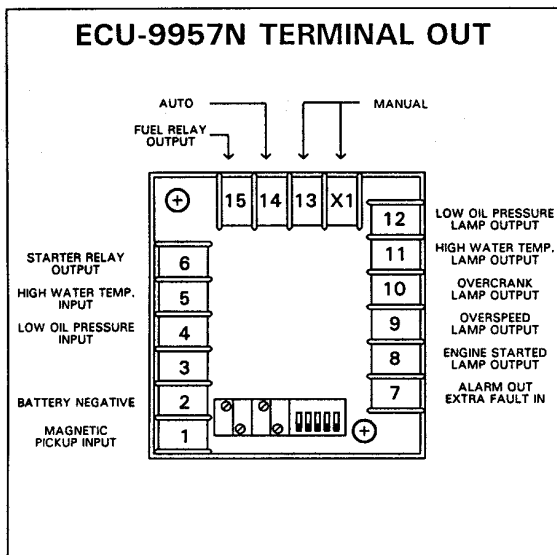 ECU-9957N TERMINAL OUT
AUTO
MANUAL
FUEL RELAY
OUTPUT
15 14 13 X1
12
LOW OIL PRESSURE
LAMP OUTPUT
11
HIGH WATER TEMP.
LAMP OUTPUT
10
OVERCRANK
LAMP OUTPUT
9
OVERSPEED
LAMP OUTPUT
8
ENGINE STARTED
LAMP OUTPUT
7
ALARM OUT
EXTRA FAULT IN
STARTER RELAY
OUTPUT
6
HIGH WATER TEMP.
INPUT
5
LOW OIL PRESSURE
INPUT
4
3
BATTERY NEGATIVE
2
MAGNETIC
PICKUP INPUT
1